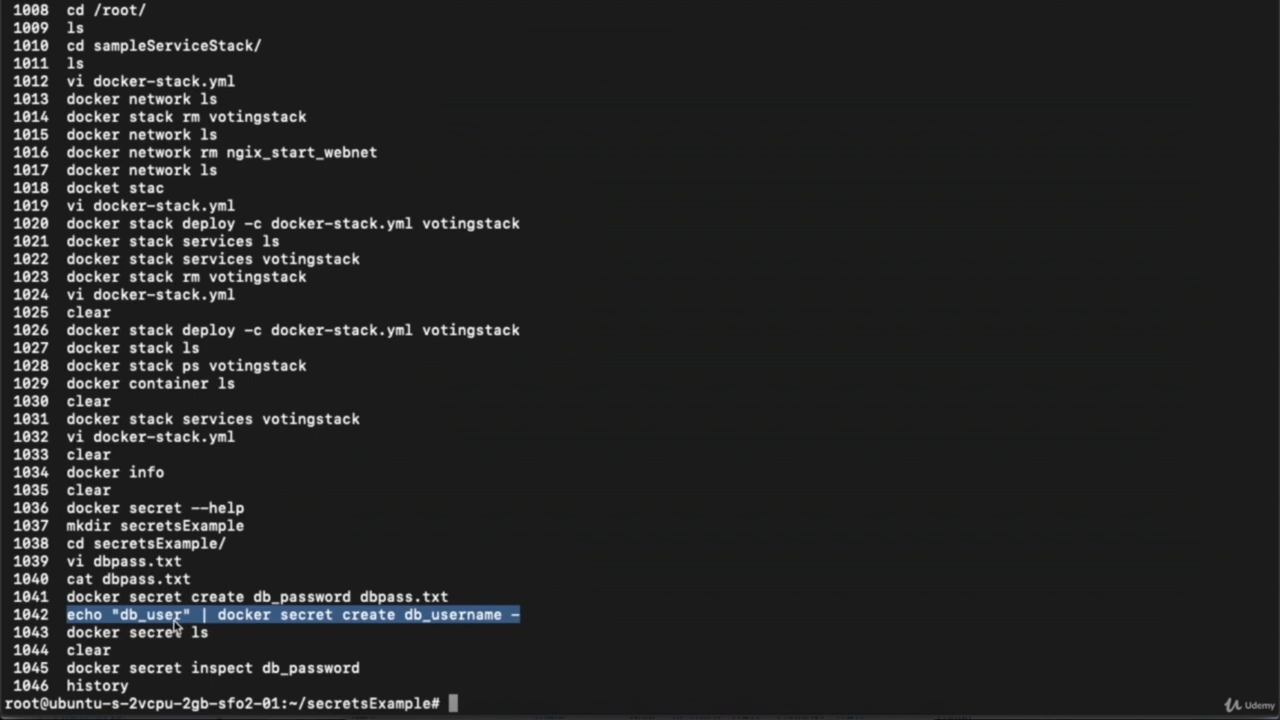 1008 cd /root/
1009 ls
1010 cd sampleServiceStack/
1011 ls
1012 vi docker-stack.yml
1013 docker network ls
1014 docker stack rm votingstack
1015 docker network ls
1016 docker network rm ngix_start_webnet
1017 docker network ls
1018 docket stac
1019 vi docker-stack.yml
1020 docker stack deploy -c docker-stack.yml votingstack
1021 docker stack services ls
1022 docker stack services votingstack
1023 docker stack rm votingstack
1024 vi docker-stack.yml
1025 clear
1026 docker stack deploy -c docker-stack.yml votingstack
1027 docker stack ls
1028 docker stack ps votingstack
1029 docker container ls
1030 clear
1031 docker stack services votingstack
1032 vi docker-stack.yml
1033 clear
1034 docker info
1035 clear
1036 docker secret --help
1037 mkdir secretsExample
1038 cd secretsExample/
1039 vi dbpass.txt
1040 cat dbpass.txt
1041 docker secret create db_password dbpass.txt
1042 echo "db_user" | docker secret create db_username -
1043 docker secret ls
1044 clear
1045 docker secret inspect db_password
1046 history
root@ubuntu-s-2vcpu-2gb-sfo2-01:~/secretsExample#
Udemy